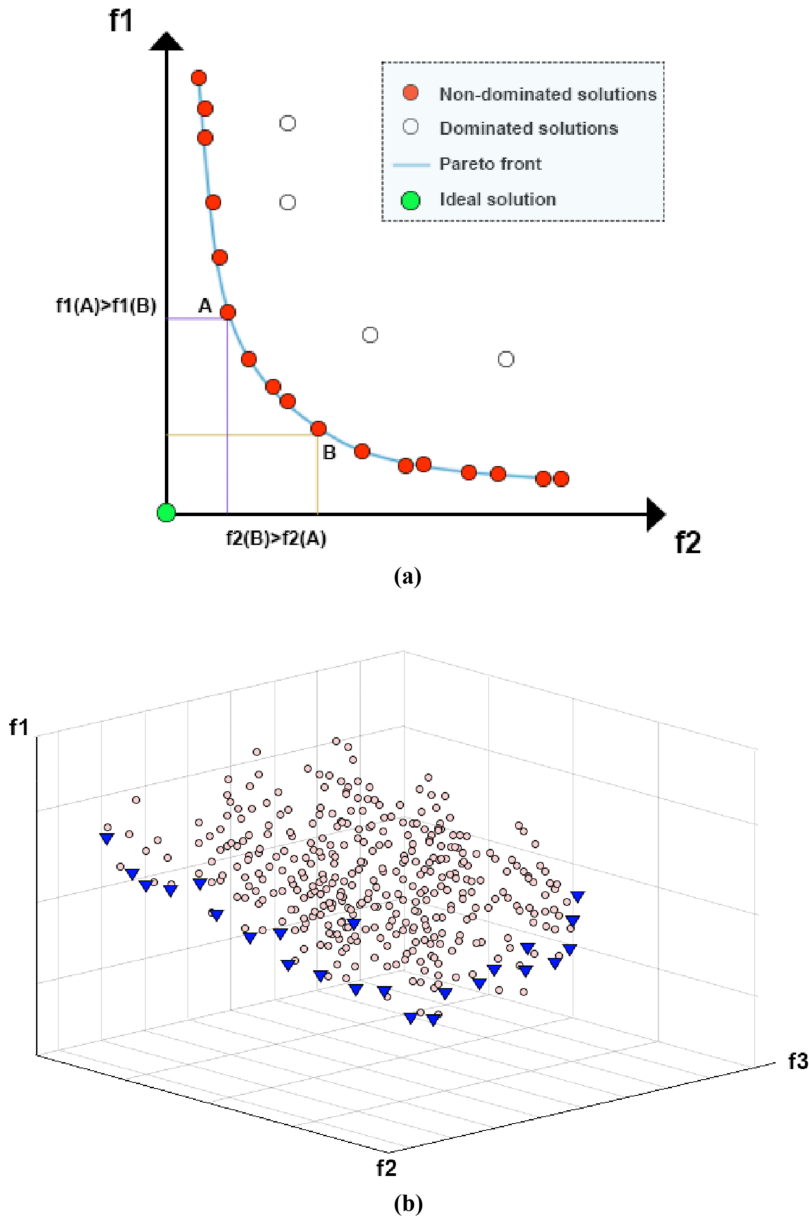 f1
Non-dominated solutions
Dominated solutions
Pareto front
Ideal solution
f1(A)>f1(B)
A
B
f2(B)>f2(A)
f2
(a)
f1
f3
f2
(b)